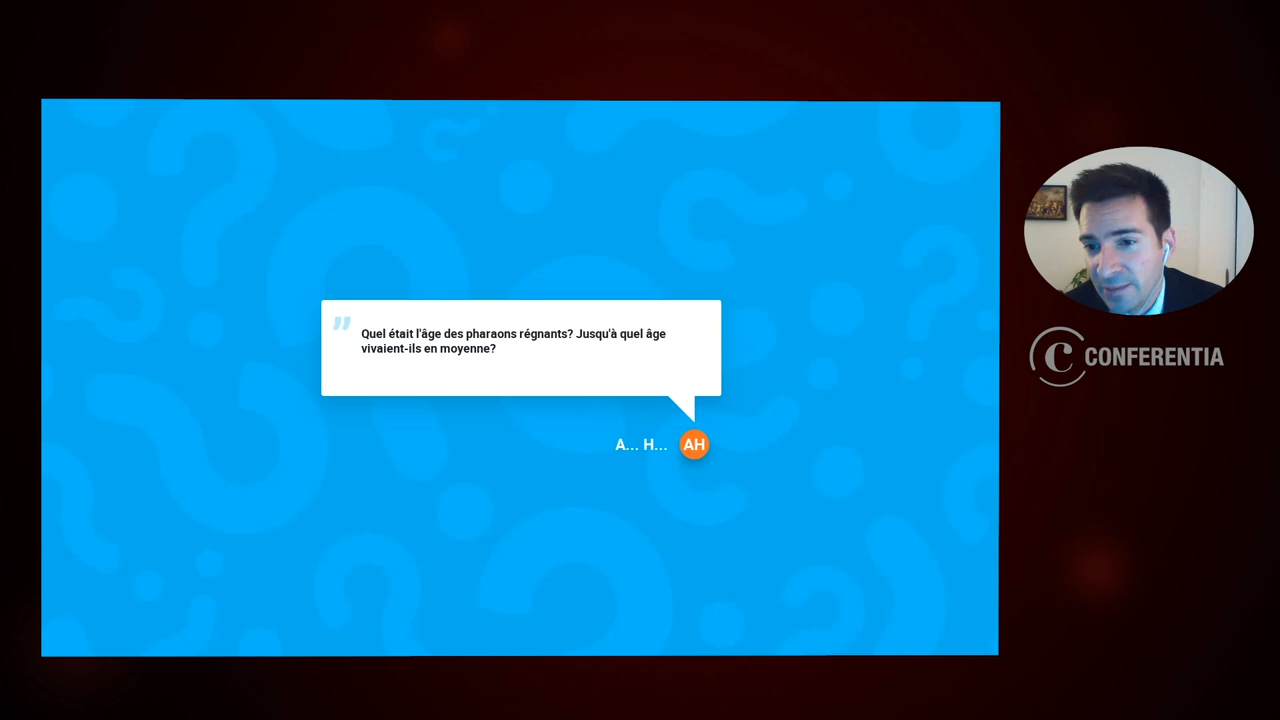 Quel était l'âge des pharaons régnants? Jusqu'à quel âge
vivaient-ils en moyenne?
A... H...
AH
C CONFERENTIA